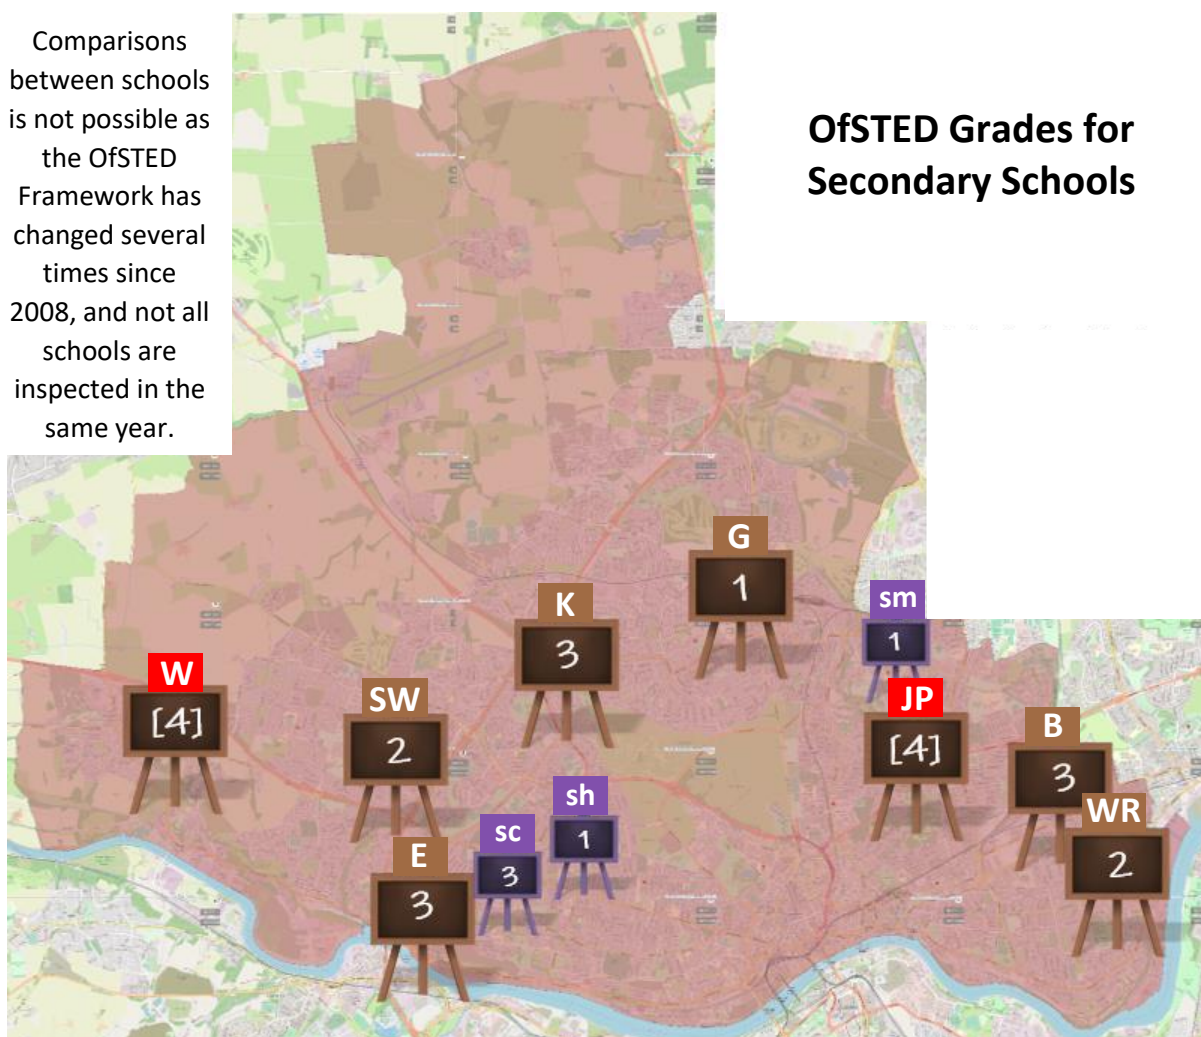 Comparisons
between schools
is not possible as
the OfSTED
Framework has
changed several
times since
2008, and not all
schools are
inspected in the
same year.
OfSTED Grades for
Secondary Schools
G
1
K
3
sm
1
W
[4]
SW
2
JP
[4]
B
3
sh
1
WR
2
sc
3
E
3